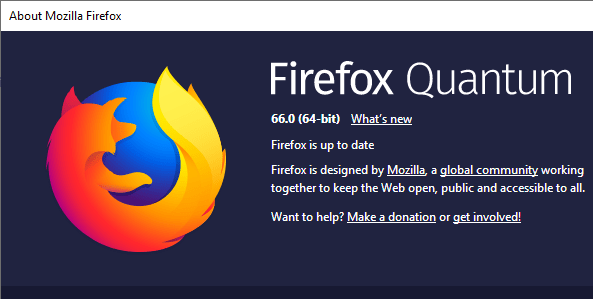 About Mozilla Firefox
Firefox Quantum
66.0 (64-bit) What's new
Firefox is up to date
Firefox is designed by Mozilla, a global community working
together to keep the Web open, public and accessible to all.
Want to help? Make a donation or get involved!